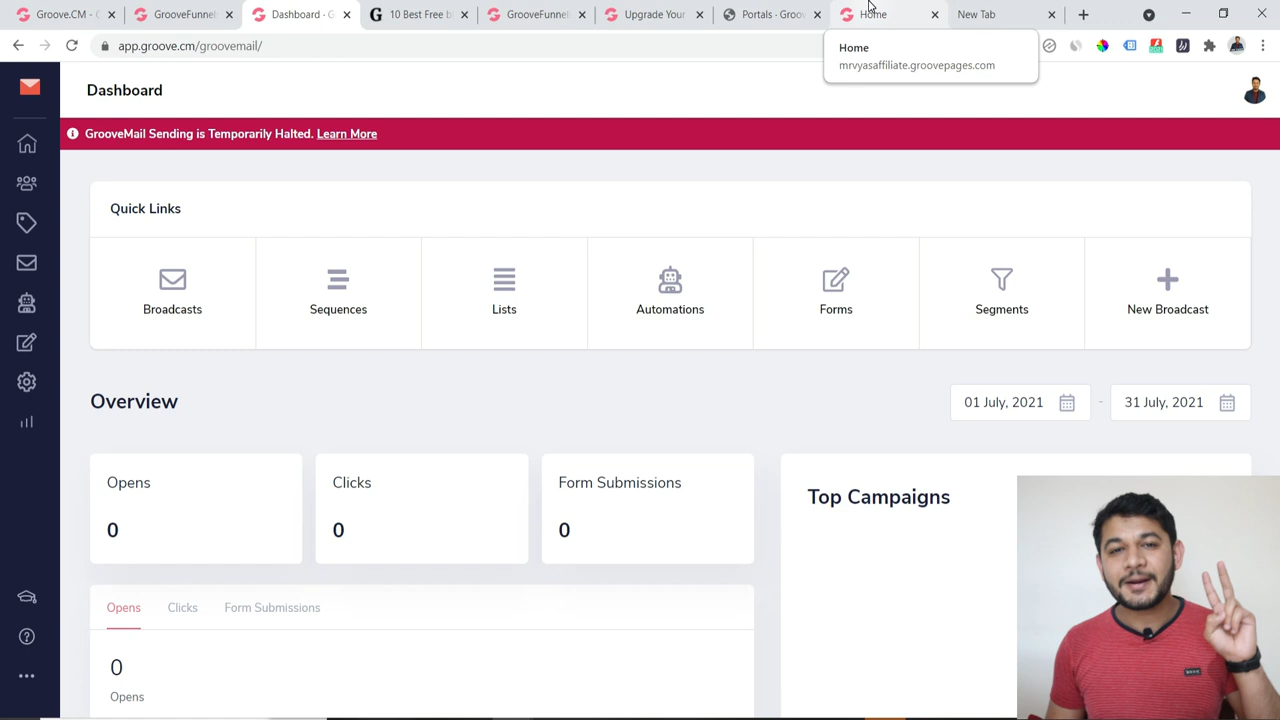 Groove.CM - G
GrooveFunnel
Dashboard - G
10 Best Free b
GrooveFunnel
Upgrade Your
Portals - Groov
Home
New Tab
app.groove.cm/groovemail/
Home
mrvyasaffiliate.groovepages.com
Dashboard
GrooveMail Sending is Temporarily Halted. Learn More
Quick Links
Broadcasts
Sequences
Lists
Automations
Forms
Segments
New Broadcast
Overview
01 July, 2021 - 31 July, 2021
Opens
Clicks
Form Submissions
0
0
0
Top Campaigns
Opens
Clicks
Form Submissions
0
Opens